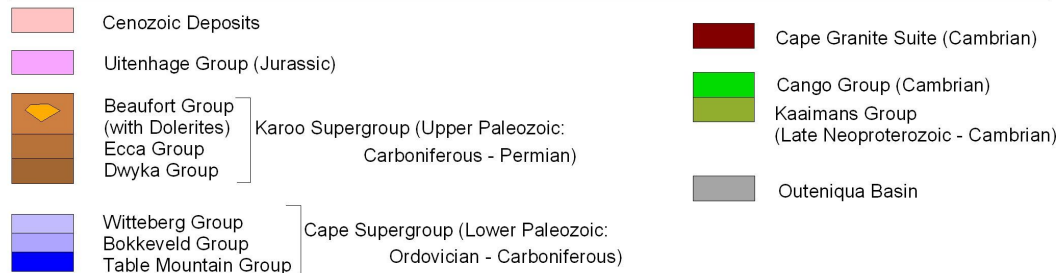 Cenozoic Deposits
Uitenhage Group (Jurassic)
Beaufort Group
(with Dolerites)
Ecca Group
Dwyka Group
Karoo Supergroup (Upper Paleozoic:
Carboniferous - Permian)
Witteberg Group
Bokkeveld Group
Table Mountain Group
Cape Supergroup (Lower Paleozoic:
Ordovician - Carboniferous)
Cape Granite Suite (Cambrian)
Cango Group (Cambrian)
Kaaimans Group
(Late Neoproterozoic - Cambrian)
Outeniqua Basin